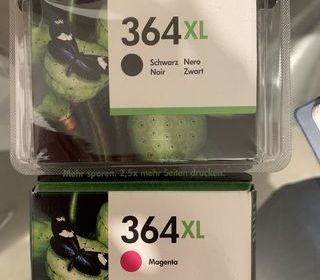 364XL
Schwarz Nero
Noir Zwart
Mehr sparen. 2,5x mehr Seiten drucken.
364XL
Magenta